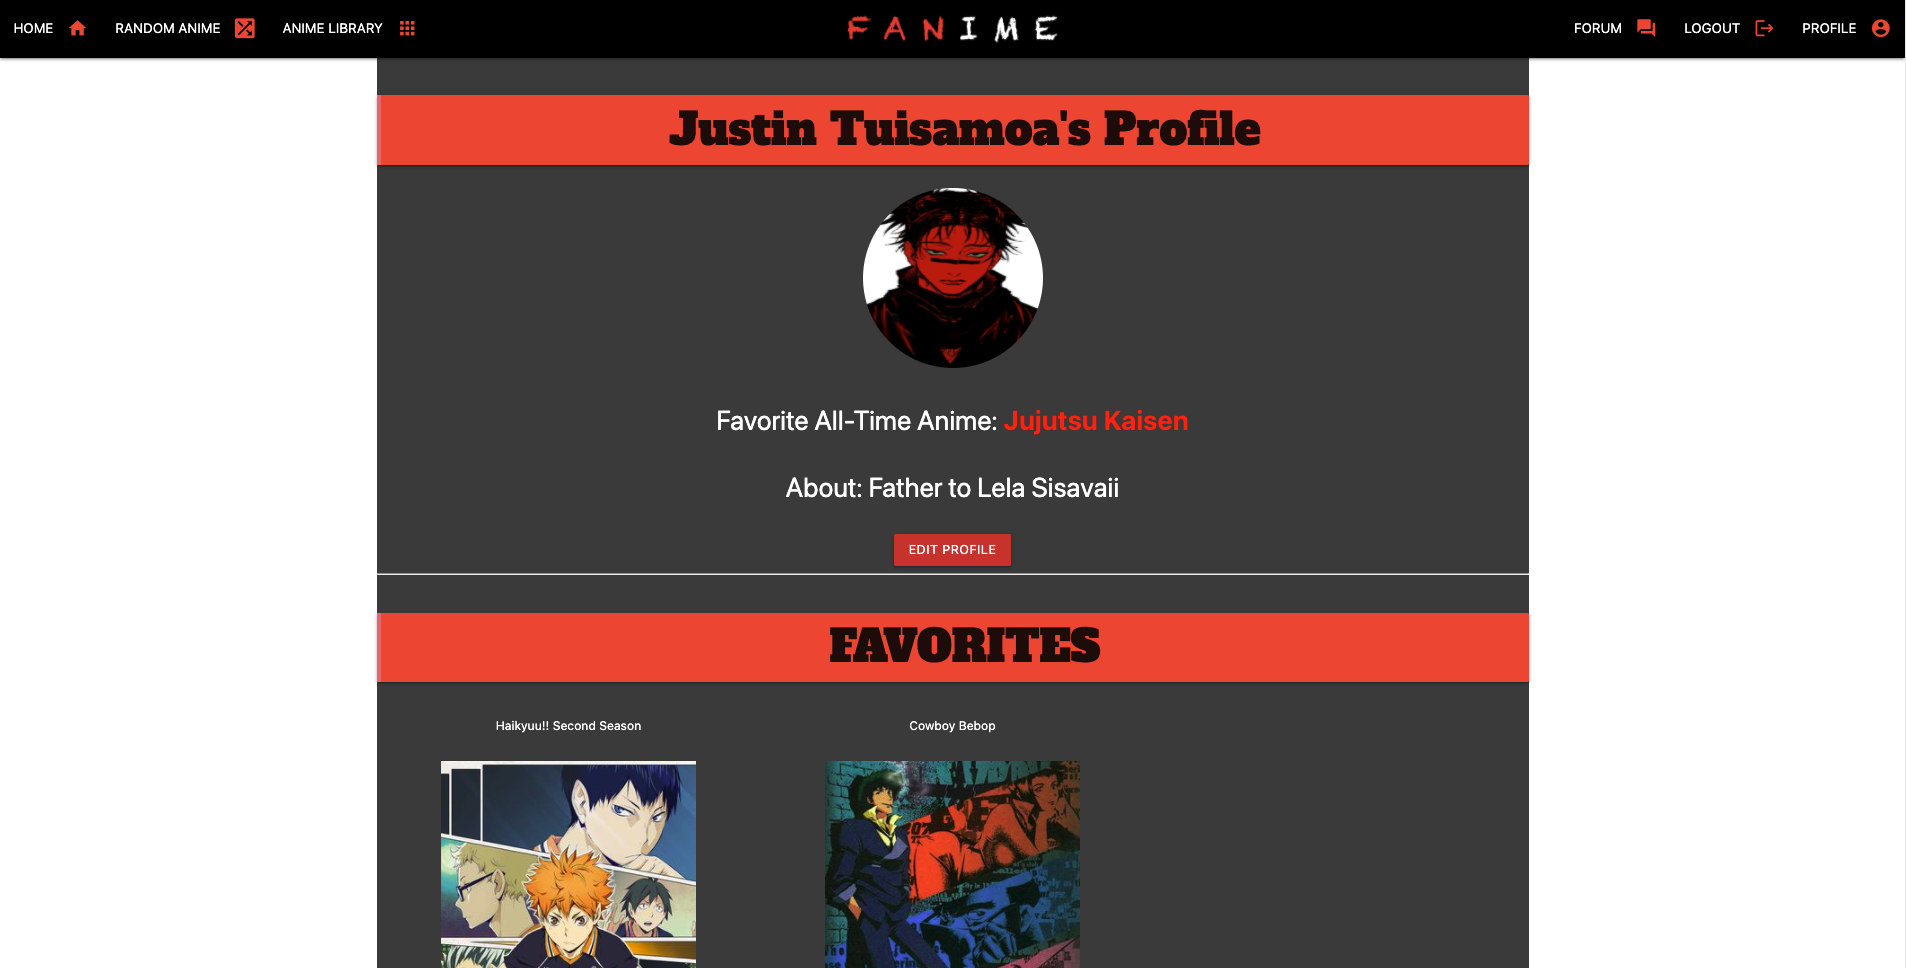 HOME
RANDOM ANIME
ANIME LIBRARY
FANIME
FORUM
LOGOUT
PROFILE
Justin Tuisamoa's Profile
Favorite All-Time Anime: Jujutsu Kaisen
About: Father to Lela Sisavaii
EDIT PROFILE
FAVORITES
Haikyuu!! Second Season
Cowboy Bebop